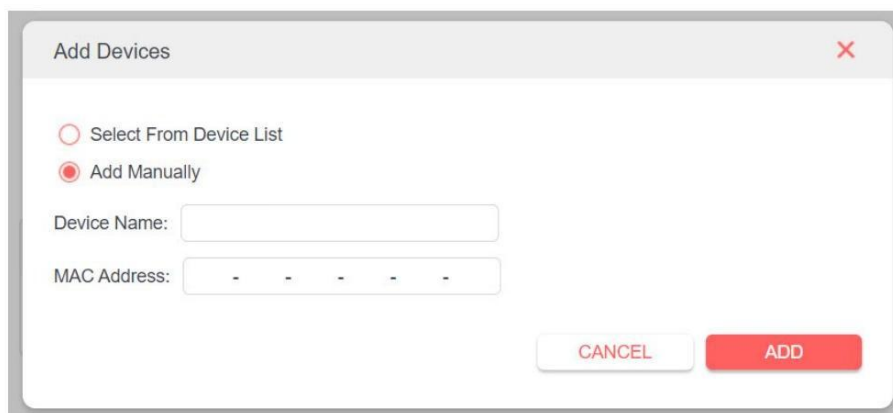 Add Devices
Select From Device List
Add Manually
Device Name:
MAC Address: - - - - -
CANCEL ADD